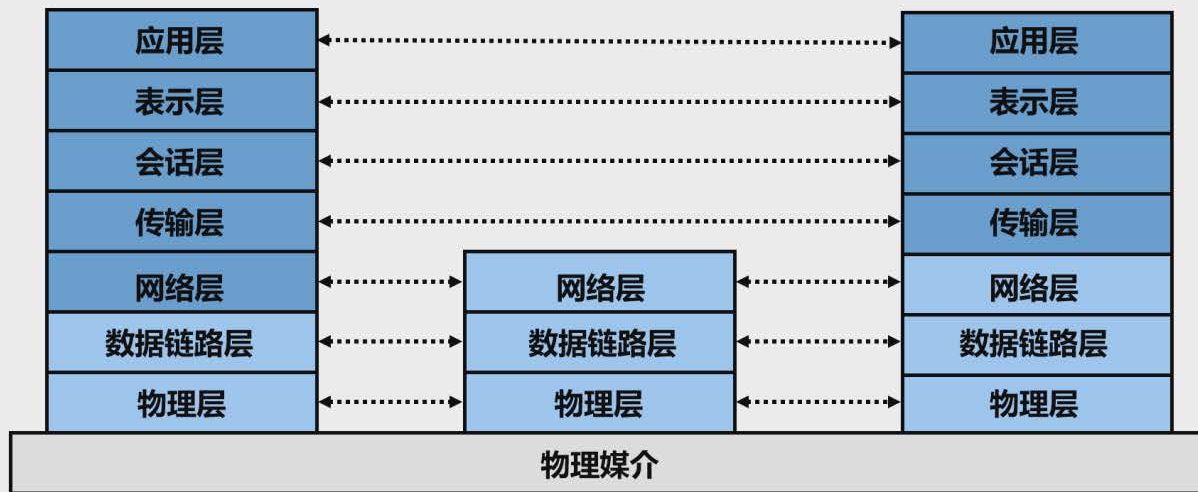 应用层
应用层
表示层
表示层
会话层
会话层
传输层
传输层
网络层
网络层
网络层
数据链路层
数据链路层
数据链路层
物理层
物理层
物理层
物理媒介